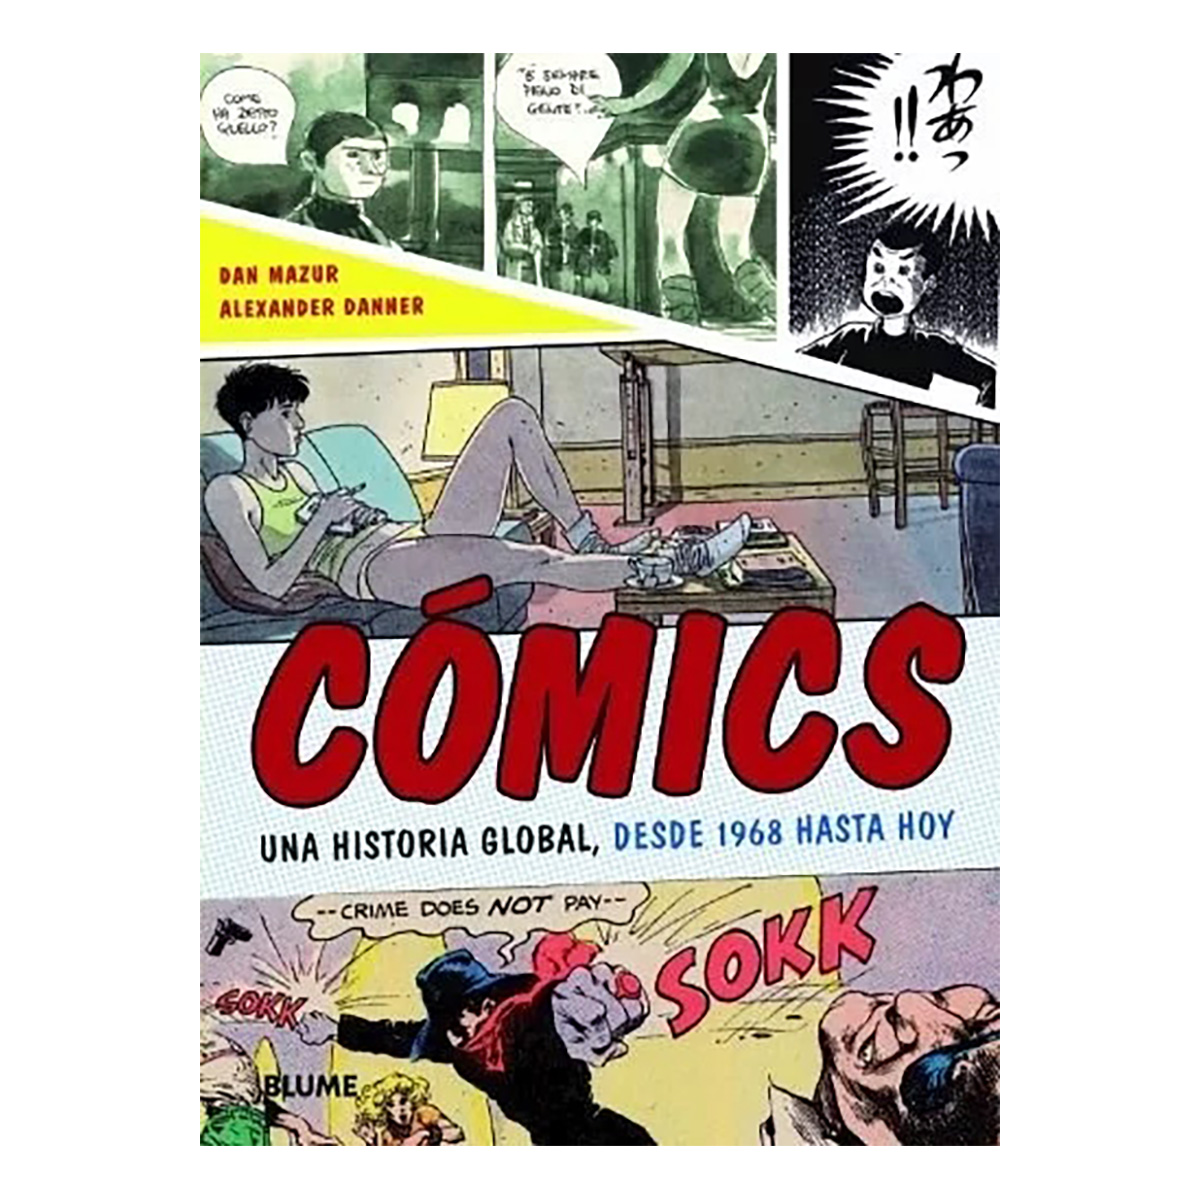 COME
HA DETTO
QUELLO?
"È SEMPRE
PIENO DI
GENTE"...
わあっ
!!
DAN MAZUR
ALEXANDER DANNER
CÓMICS
UNA HISTORIA GLOBAL, DESDE 1968 HASTA HOY
--CRIME DOES NOT PAY--
SOKK
SOKK
BLUME